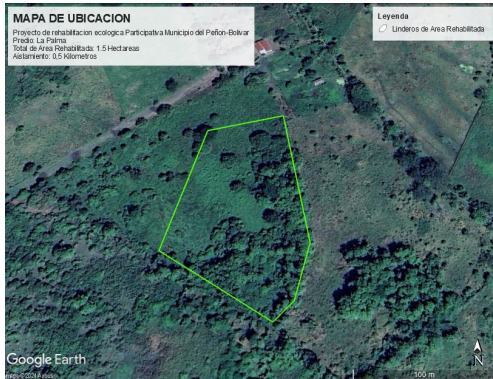 MAPA DE UBICACION
Proyecto de rehabilitacion ecologica Participativa Municipio del Peñon-Bolivar
Predio: La Palma
Total de Area Rehabilitada: 1.5 Hectareas
Aislamiento: 0,5 Kilometros
Leyenda
Linderos de Area Rehabilitada
Google Earth
N
100 m